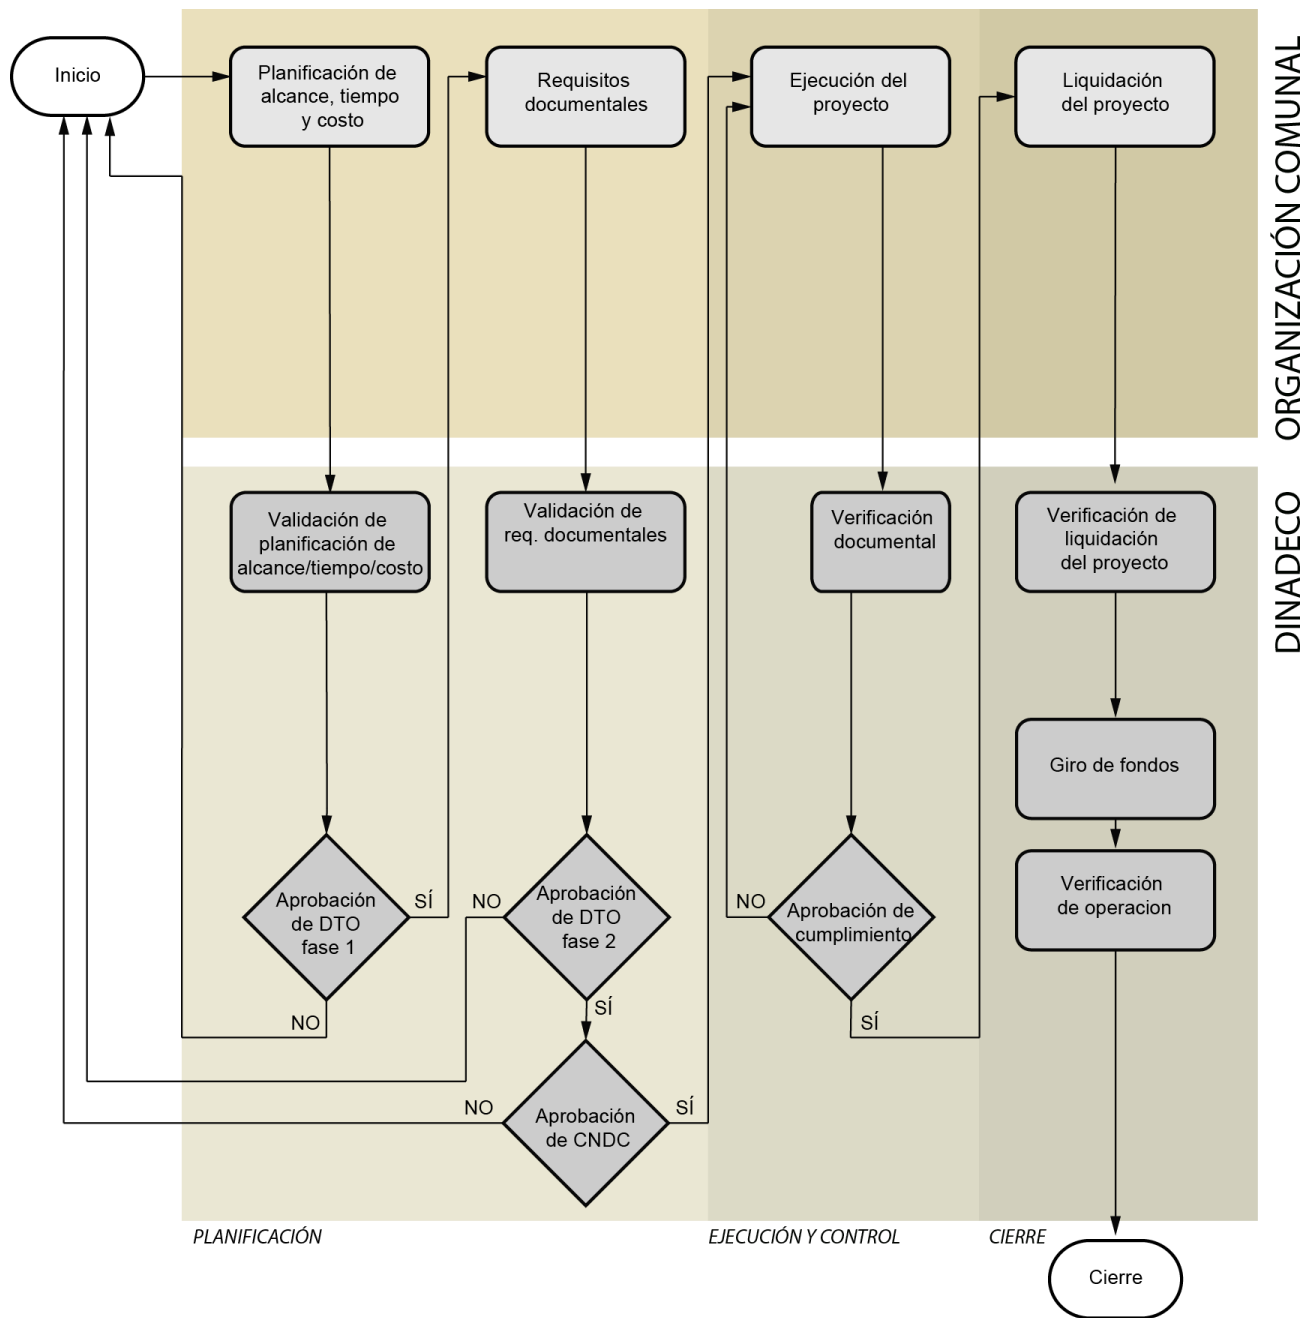 Inicio
Planificación de
alcance, tiempo
y costo
Requisitos
documentales
Ejecución del
proyecto
Liquidación
del proyecto
ORGANIZACIÓN COMUNAL
Validación de
planificación de
alcance/tiempo/costo
Validación de
req. documentales
Verificación
documental
Verificación de
liquidación
del proyecto
DINADECO
Giro de fondos
Aprobación
de DTO
fase 1
SÍ
NO
NO
Aprobación
de DTO
fase 2
SÍ
NO
Aprobación de
cumplimiento
SÍ
Verificación
de operacion
NO
Aprobación
de CNDC
SÍ
PLANIFICACIÓN
EJECUCIÓN Y CONTROL
CIERRE
Cierre